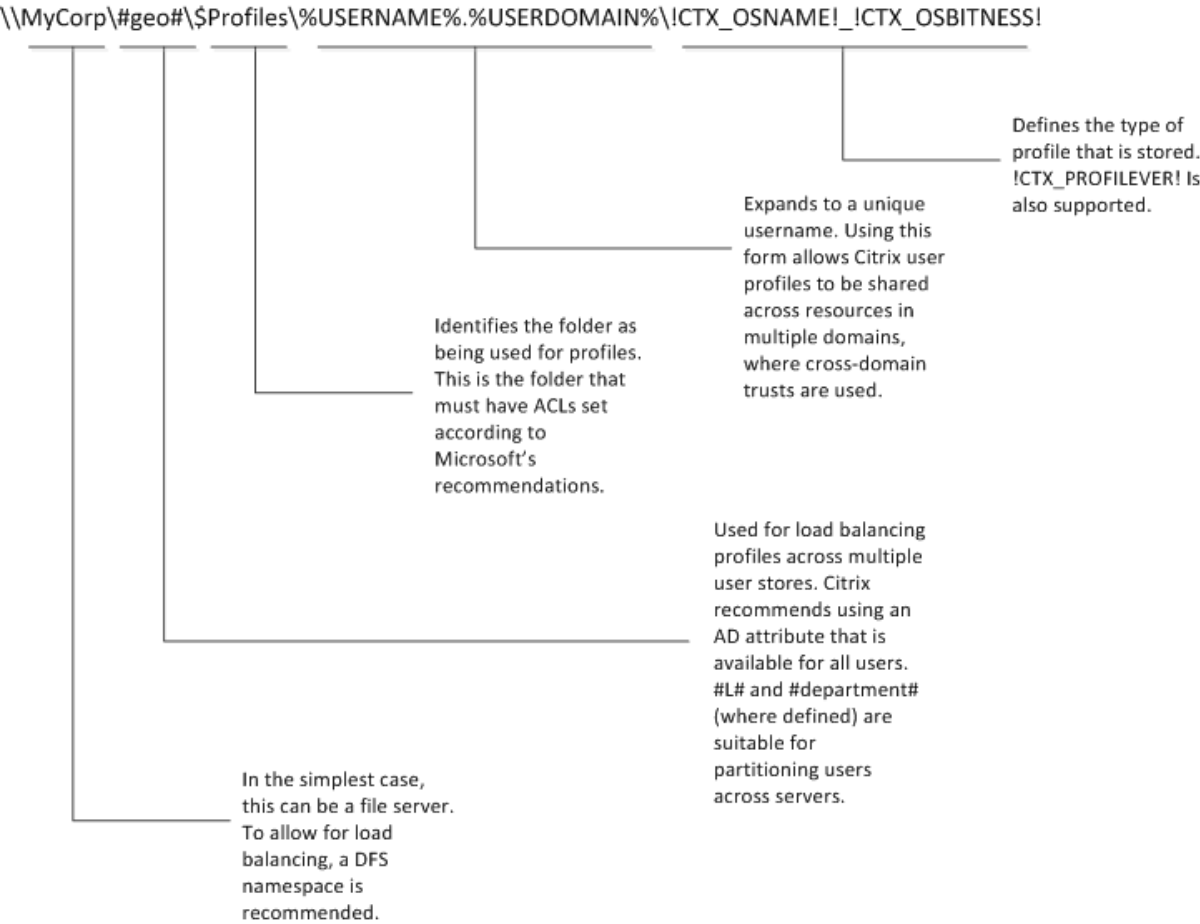 \\MyCorp\#geo#\$Profiles\%USERNAME%.%USERDOMAIN%\!CTX_OSNAME!_!CTX_OSBITNESS!
Defines the type of
profile that is stored.
!CTX_PROFILEVER! Is
also supported.
Expands to a unique
username. Using this
form allows Citrix user
profiles to be shared
across resources in
multiple domains,
where cross-domain
trusts are used.
Identifies the folder as
being used for profiles.
This is the folder that
must have ACLs set
according to
Microsoft’s
recommendations.
Used for load balancing
profiles across multiple
user stores. Citrix
recommends using an
AD attribute that is
available for all users.
#L# and #department#
(where defined) are
suitable for
partitioning users
across servers.
In the simplest case,
this can be a file server.
To allow for load
balancing, a DFS
namespace is
recommended.